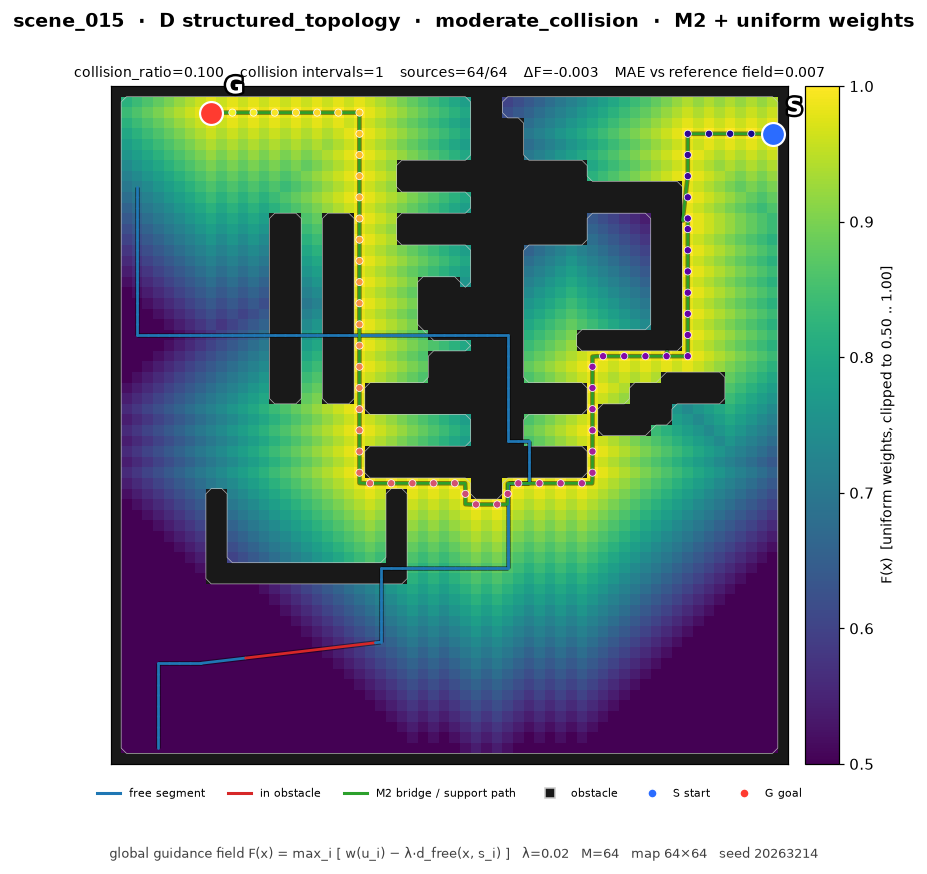 scene_015 · D structured_topology · moderate_collision · M2 + uniform weights
collision_ratio=0.100 collision intervals=1 sources=64/64 ΔF=-0.003 MAE vs reference field=0.007
G
S
1.0
0.9
0.8
0.7
0.6
0.5
F(x) [uniform weights, clipped to 0.50 .. 1.00]
free segment
in obstacle
M2 bridge / support path
obstacle
S start
G goal
global guidance field F(x) = max_i [ w(u_i) − λ·d_free(x, s_i) ] λ=0.02 M=64 map 64×64 seed 20263214